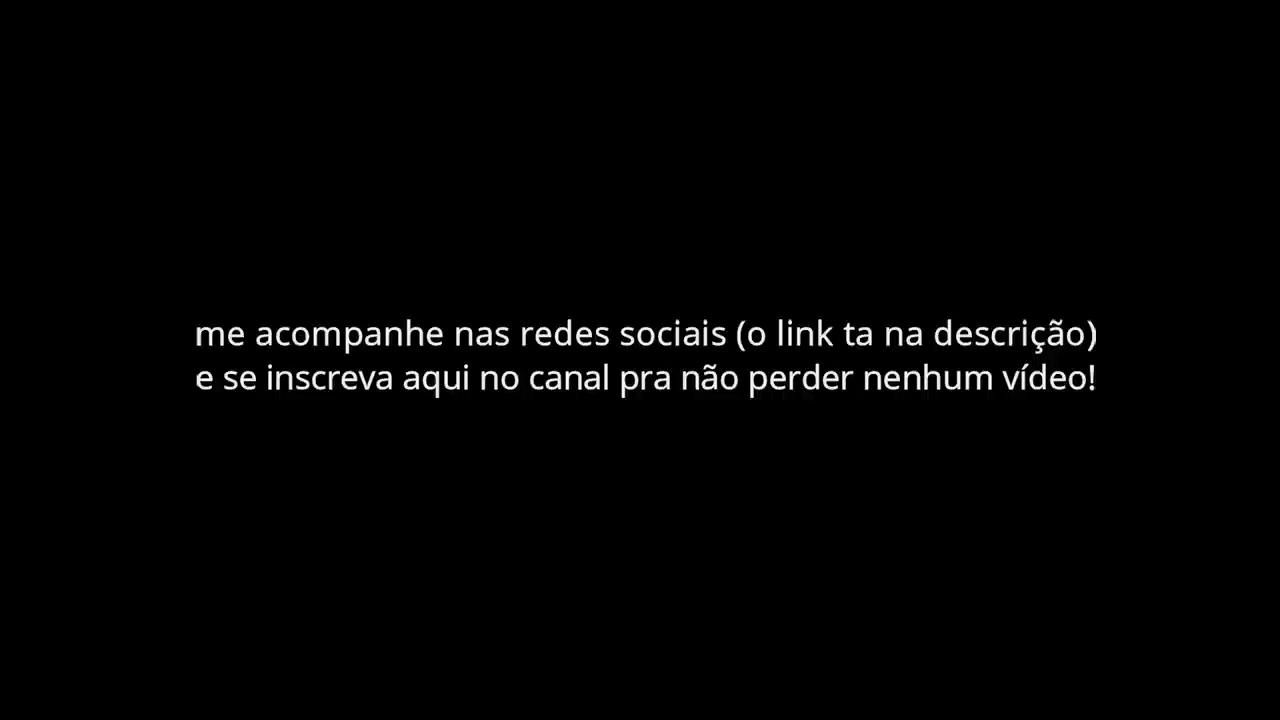 me acompanhe nas redes sociais (o link ta na descrição)
e se inscreva aqui no canal pra não perder nenhum vídeo!